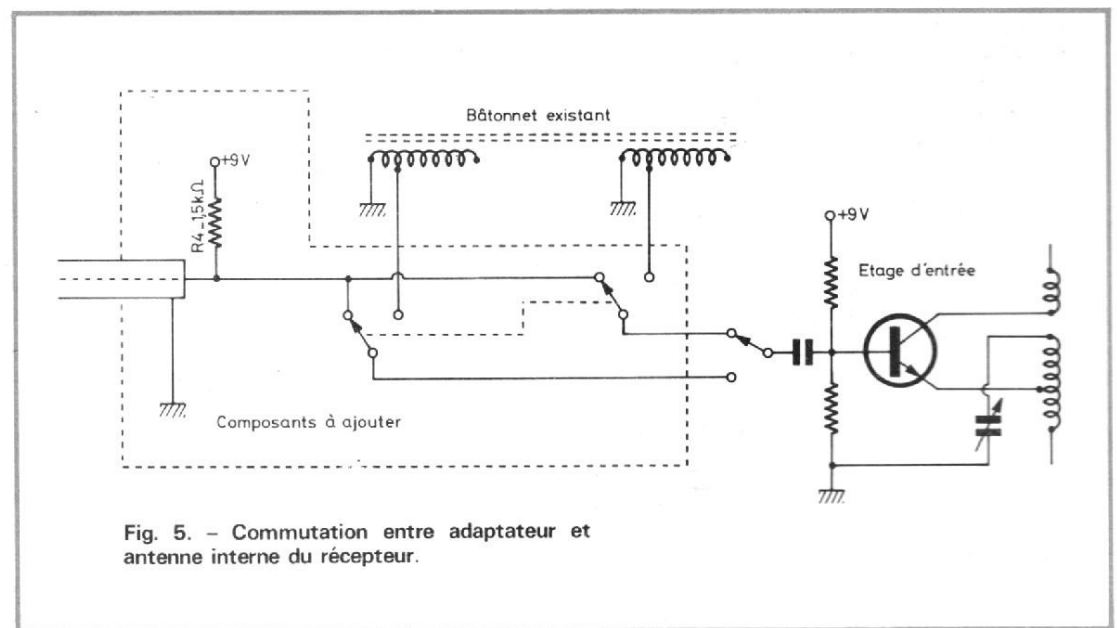 Bâtonnet existant
+9V
R4_1,5kΩ
+9V
Etage d'entrée
Composants à ajouter
Fig. 5. – Commutation entre adaptateur et
antenne interne du récepteur.